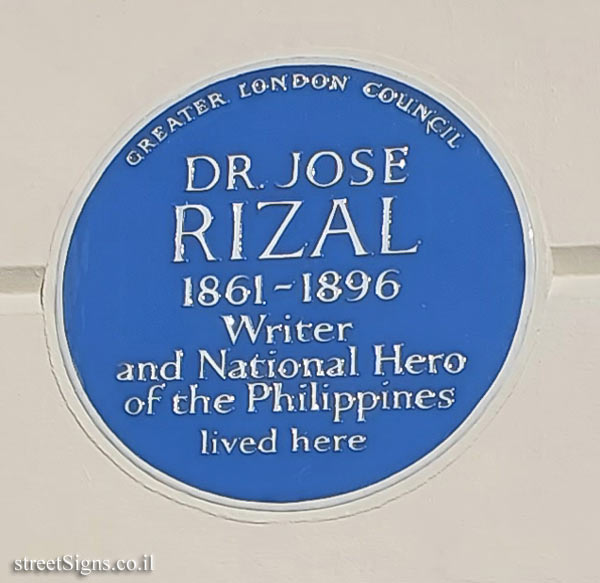 GREATER LONDON COUNCIL
DR. JOSE
RIZAL
1861-1896
Writer
and National Hero
of the Philippines
lived here
streetSigns.co.il